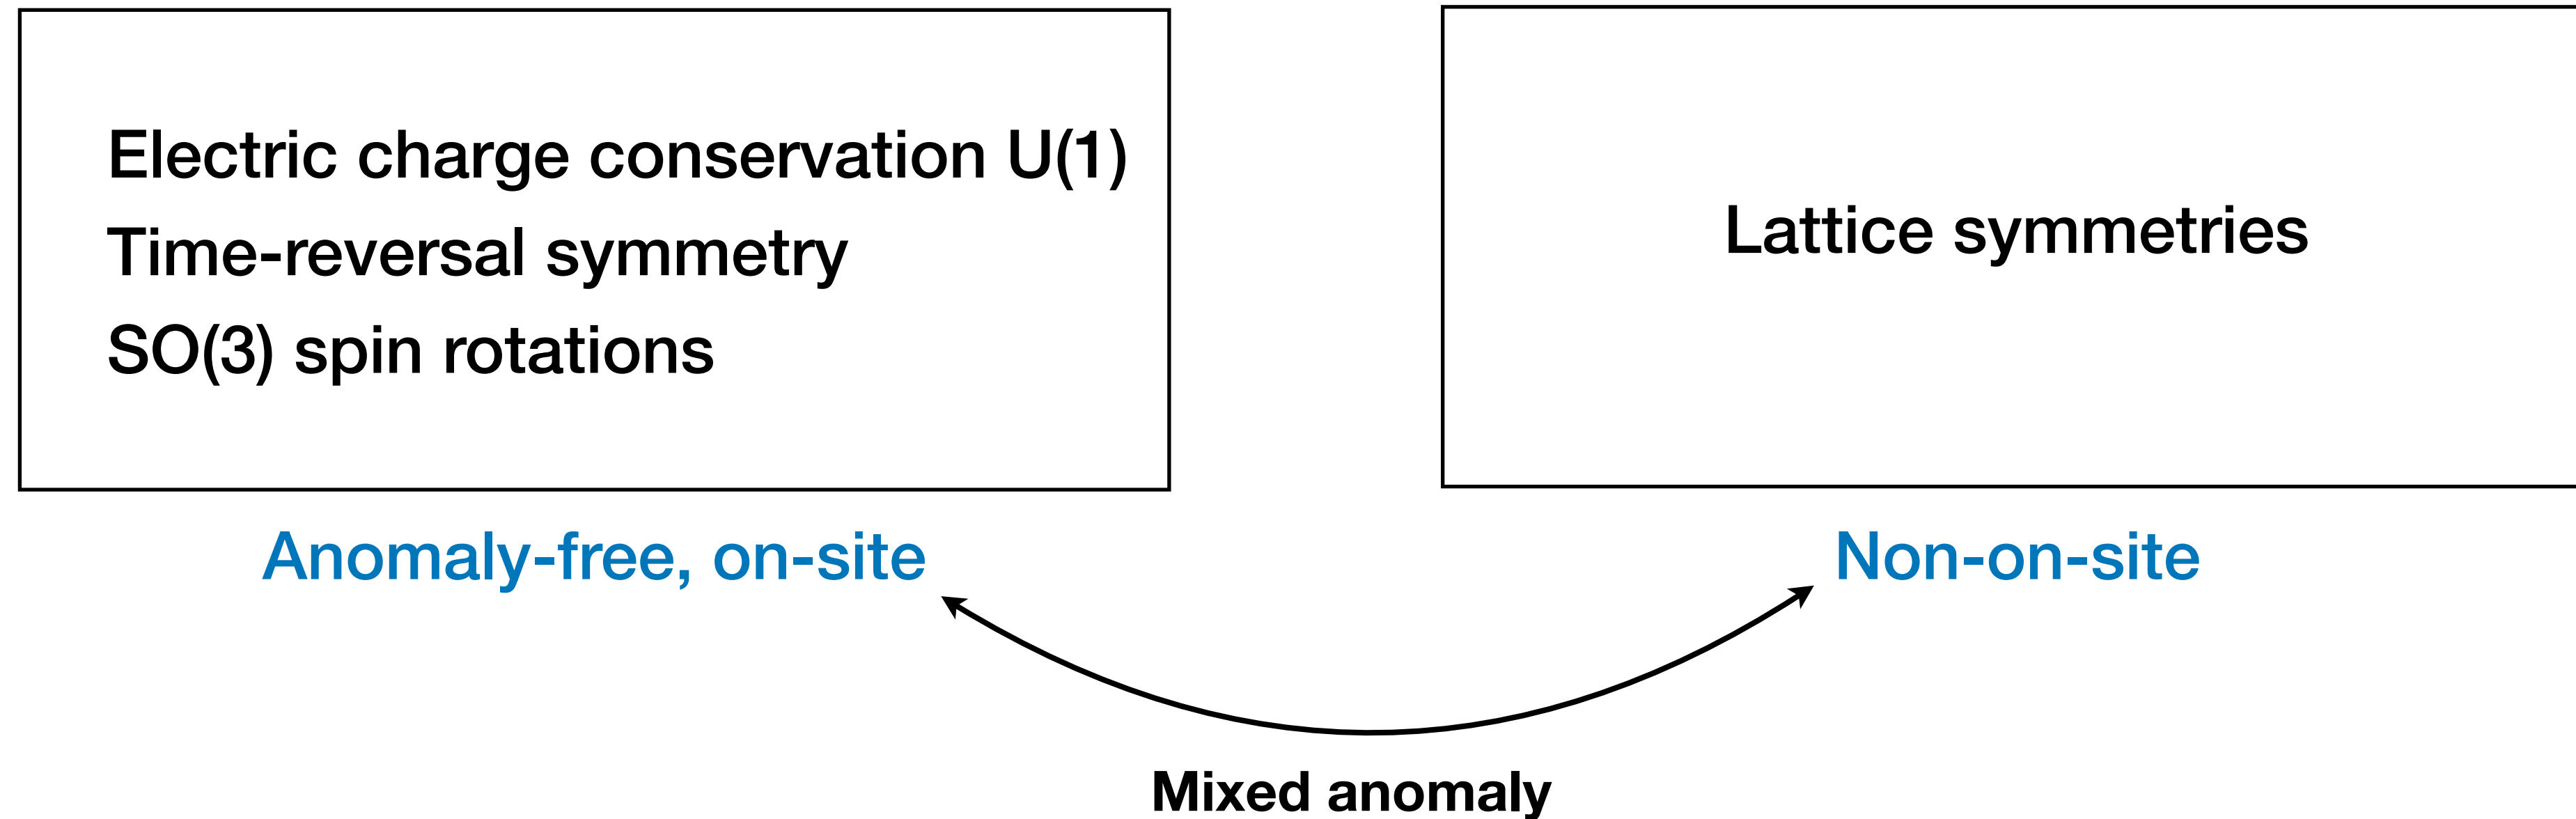 Electric charge conservation U(1)
Time-reversal symmetry
SO(3) spin rotations
Lattice symmetries
Anomaly-free, on-site
Non-on-site
Mixed anomaly